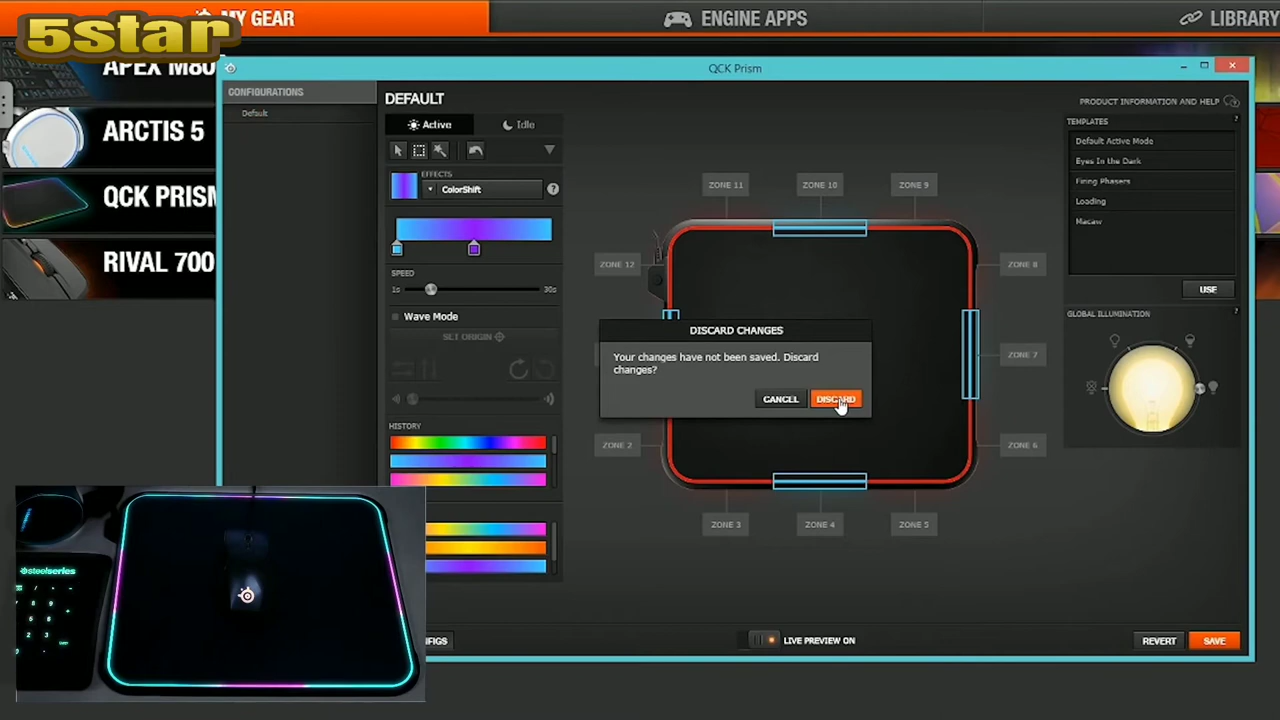 5star
MY GEAR
ENGINE APPS
LIBRARY
APEX M80
ARCTIS 5
QCK PRISM
RIVAL 700
QCK Prism
CONFIGURATIONS
Default
DEFAULT
Active
Idle
EFFECTS
ColorShift
?
SPEED
1s
30s
Wave Mode
SET ORIGIN
HISTORY
ZONE 11
ZONE 10
ZONE 9
ZONE 12
ZONE 8
ZONE 7
ZONE 2
ZONE 6
ZONE 3
ZONE 4
ZONE 5
DISCARD CHANGES
Your changes have not been saved. Discard
changes?
CANCEL
DISCARD
PRODUCT INFORMATION AND HELP
TEMPLATES
?
Default Active Mode
Eyes In the Dark
Firing Phasers
Loading
Macaw
USE
GLOBAL ILLUMINATION
?
FIGS
LIVE PREVIEW ON
REVERT
SAVE
steelseries